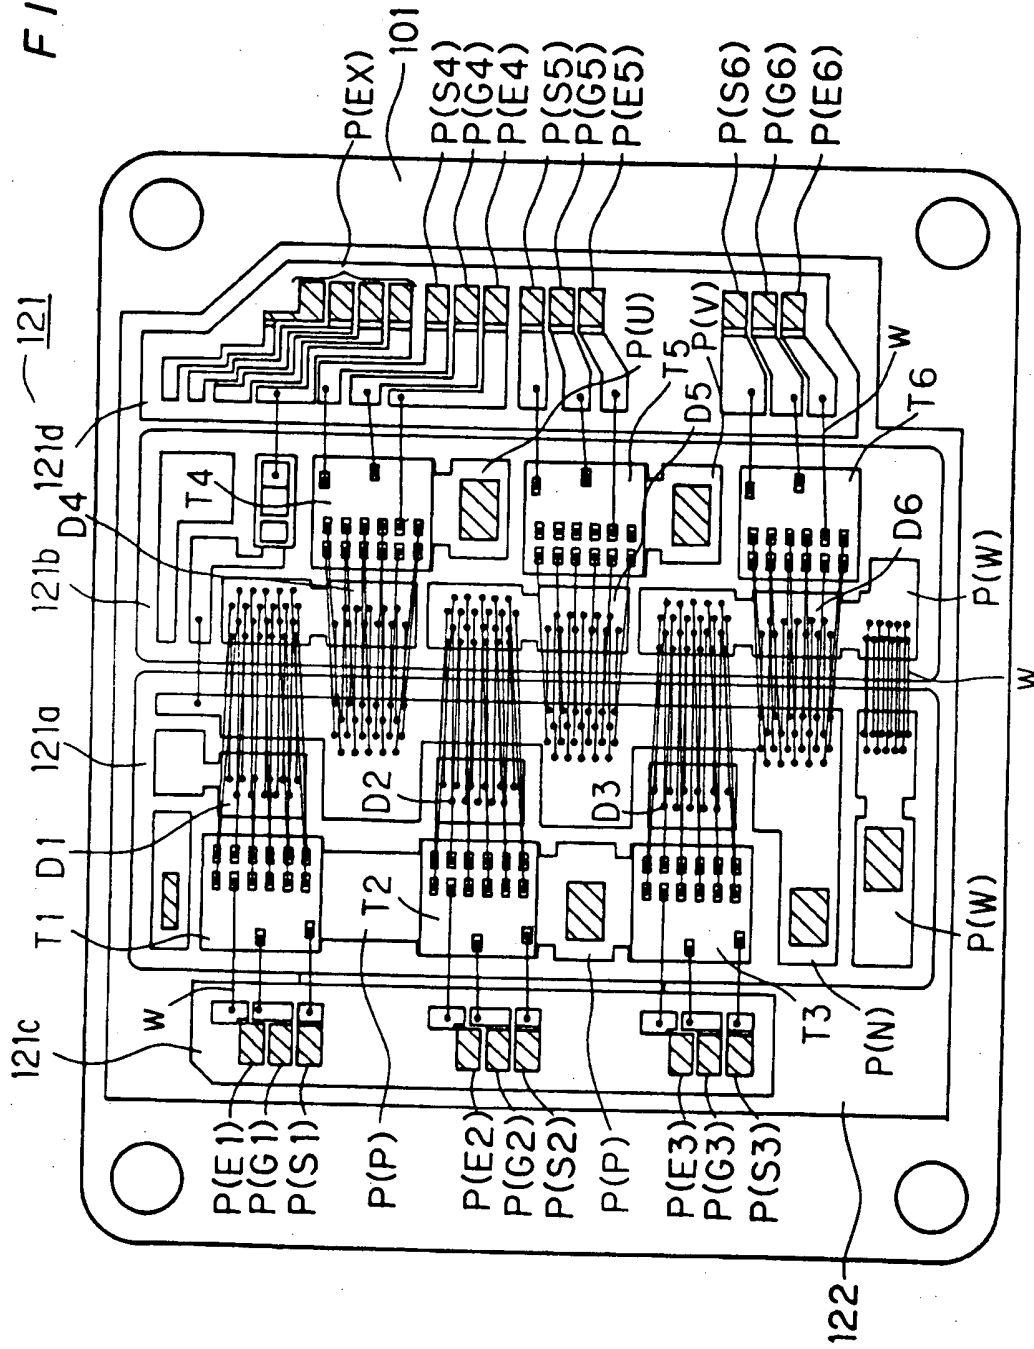 FI
121
121d
121b
121a
121c
D4
T4
D1
T1
D2
T2
D3
T3
W
P(EX)
101
P(S4)
P(G4)
P(E4)
P(S5)
P(G5)
P(E5)
P(S6)
P(G6)
P(E6)
P(U)
T5
D5
P(V)
W
T6
D6
P(W)
W
P(W)
P(N)
P(E1)
P(G1)
P(S1)
P(P)
P(E2)
P(G2)
P(S2)
P(P)
P(E3)
P(G3)
P(S3)
122